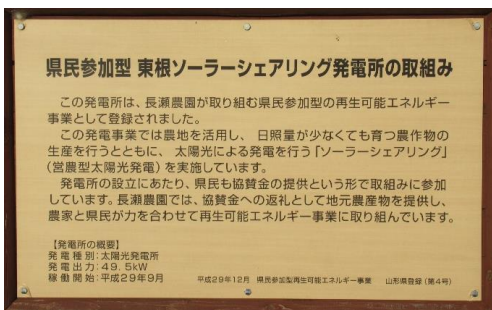 県民参加型 東根ソーラーシェアリング発電所の取組み
この発電所は、長瀬農園が取り組む県民参加型の再生可能エネルギー
事業として登録されました。
この発電事業では農地を活用し、日照量が少なくても育つ農作物の
生産を行うとともに、太陽光による発電を行う「ソーラーシェアリング」
(営農型太陽光発電)を実施しています。
発電所の設立にあたり、県民も協賛金の提供という形で取組みに参加
しています。長瀬農園では、協賛金への返礼として地元農産物を提供し、
農家と県民が力を合わせて再生可能エネルギー事業に取り組んでいます。
【発電所の概要】
発電種別:太陽光発電所
発電出力:49.5kW
稼働開始:平成29年9月
平成29年12月 県民参加型再生可能エネルギー事業 山形県登録(第4号)